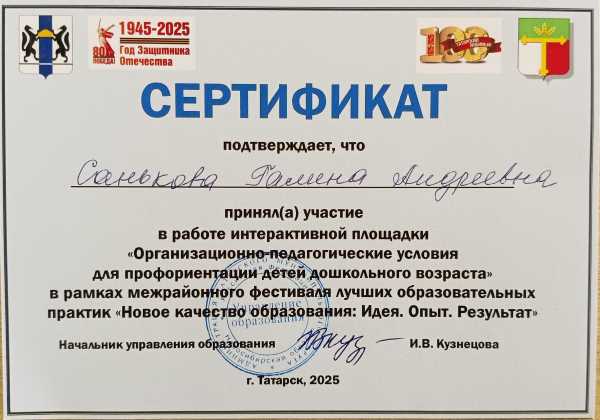 1945-2025
80 ПОБЕДА!
Год Защитника
Отечества
100
СЕРТИФИКАТ
подтверждает, что
Санькова Галина Андреевна
принял(а) участие
в работе интерактивной площадки
«Организационно-педагогические условия
для профориентации детей дошкольного возраста»
в рамках межрайонного фестиваля лучших образовательных
практик «Новое качество образования: Идея. Опыт. Результат»
Управление
образования
Начальник управления образования
И.В. Кузнецова
г. Татарск, 2025